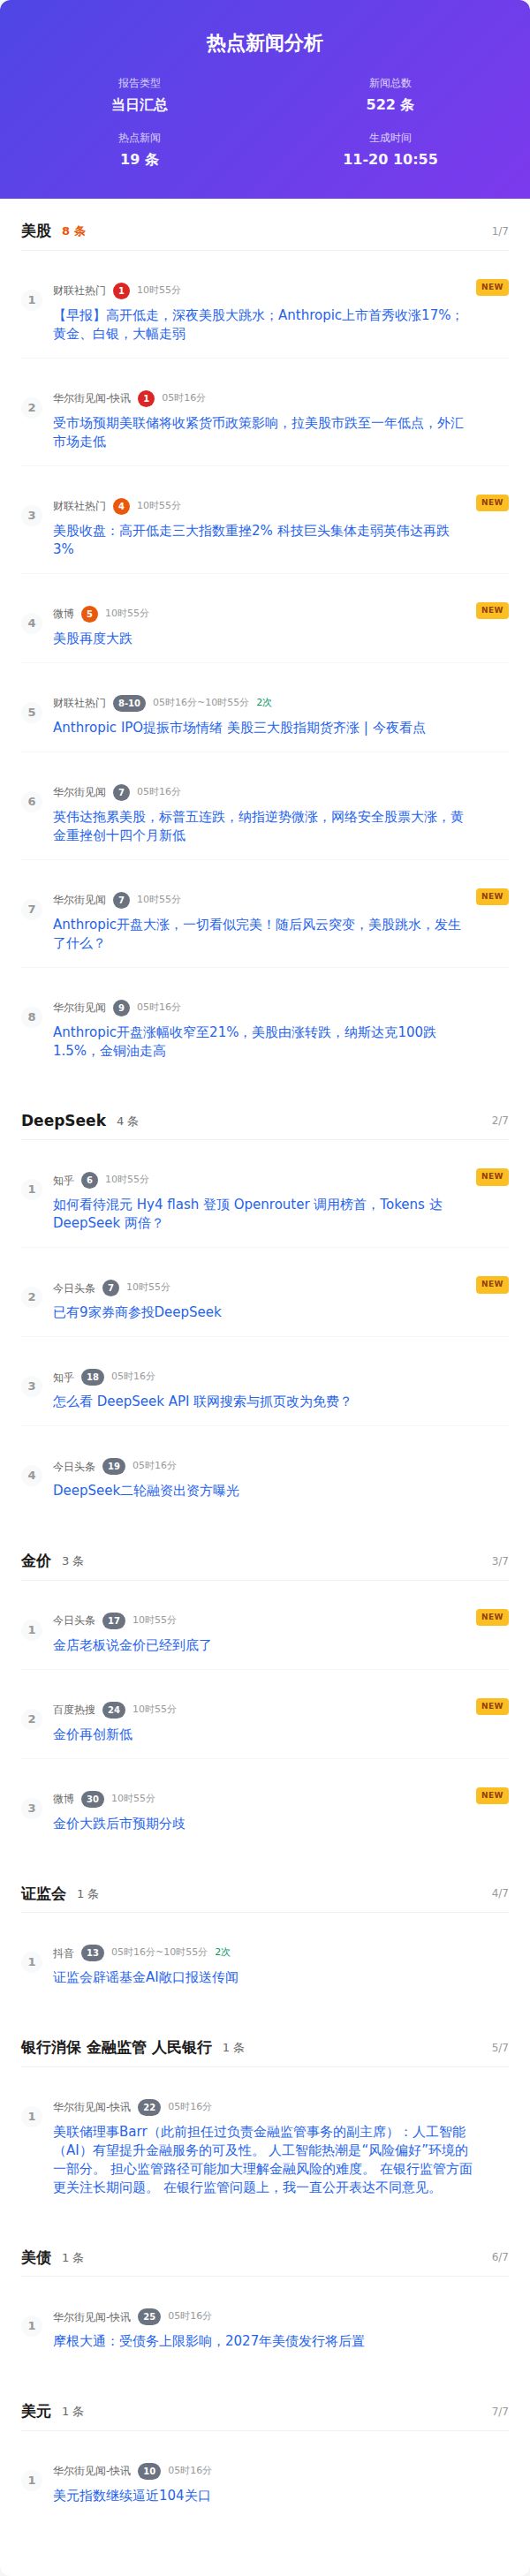 热点新闻分析
报告类型
当日汇总
新闻总数
522 条
热点新闻
19 条
生成时间
11-20 10:55
美股 8 条 1/7
1 财联社热门 1 10时55分 NEW
【早报】高开低走，深夜美股大跳水；Anthropic上市首秀收涨17%；
黄金、白银，大幅走弱
2 华尔街见闻-快讯 1 05时16分
受市场预期美联储将收紧货币政策影响，拉美股市跌至一年低点，外汇
市场走低
3 财联社热门 4 10时55分 NEW
美股收盘：高开低走三大指数重挫2% 科技巨头集体走弱英伟达再跌
3%
4 微博 5 10时55分 NEW
美股再度大跌
5 财联社热门 8-10 05时16分~10时55分 2次
Anthropic IPO提振市场情绪 美股三大股指期货齐涨 | 今夜看点
6 华尔街见闻 7 05时16分
英伟达拖累美股，标普五连跌，纳指逆势微涨，网络安全股票大涨，黄
金重挫创十四个月新低
7 华尔街见闻 7 10时55分 NEW
Anthropic开盘大涨，一切看似完美！随后风云突变，美股跳水，发生
了什么？
8 华尔街见闻 9 05时16分
Anthropic开盘涨幅收窄至21%，美股由涨转跌，纳斯达克100跌
1.5%，金铜油走高
DeepSeek 4 条 2/7
1 知乎 6 10时55分 NEW
如何看待混元 Hy4 flash 登顶 Openrouter 调用榜首，Tokens 达
DeepSeek 两倍？
2 今日头条 7 10时55分 NEW
已有9家券商参投DeepSeek
3 知乎 18 05时16分
怎么看 DeepSeek API 联网搜索与抓页改为免费？
4 今日头条 19 05时16分
DeepSeek二轮融资出资方曝光
金价 3 条 3/7
1 今日头条 17 10时55分 NEW
金店老板说金价已经到底了
2 百度热搜 24 10时55分 NEW
金价再创新低
3 微博 30 10时55分 NEW
金价大跌后市预期分歧
证监会 1 条 4/7
1 抖音 13 05时16分~10时55分 2次
证监会辟谣基金AI敞口报送传闻
银行消保 金融监管 人民银行 1 条 5/7
1 华尔街见闻-快讯 22 05时16分
美联储理事Barr（此前担任过负责金融监管事务的副主席）：人工智能
（AI）有望提升金融服务的可及性。 人工智能热潮是“风险偏好”环境的
一部分。 担心监管路径可能加大理解金融风险的难度。 在银行监管方面
更关注长期问题。 在银行监管问题上，我一直公开表达不同意见。
美债 1 条 6/7
1 华尔街见闻-快讯 25 05时16分
摩根大通：受债务上限影响，2027年美债发行将后置
美元 1 条 7/7
1 华尔街见闻-快讯 10 05时16分
美元指数继续逼近104关口